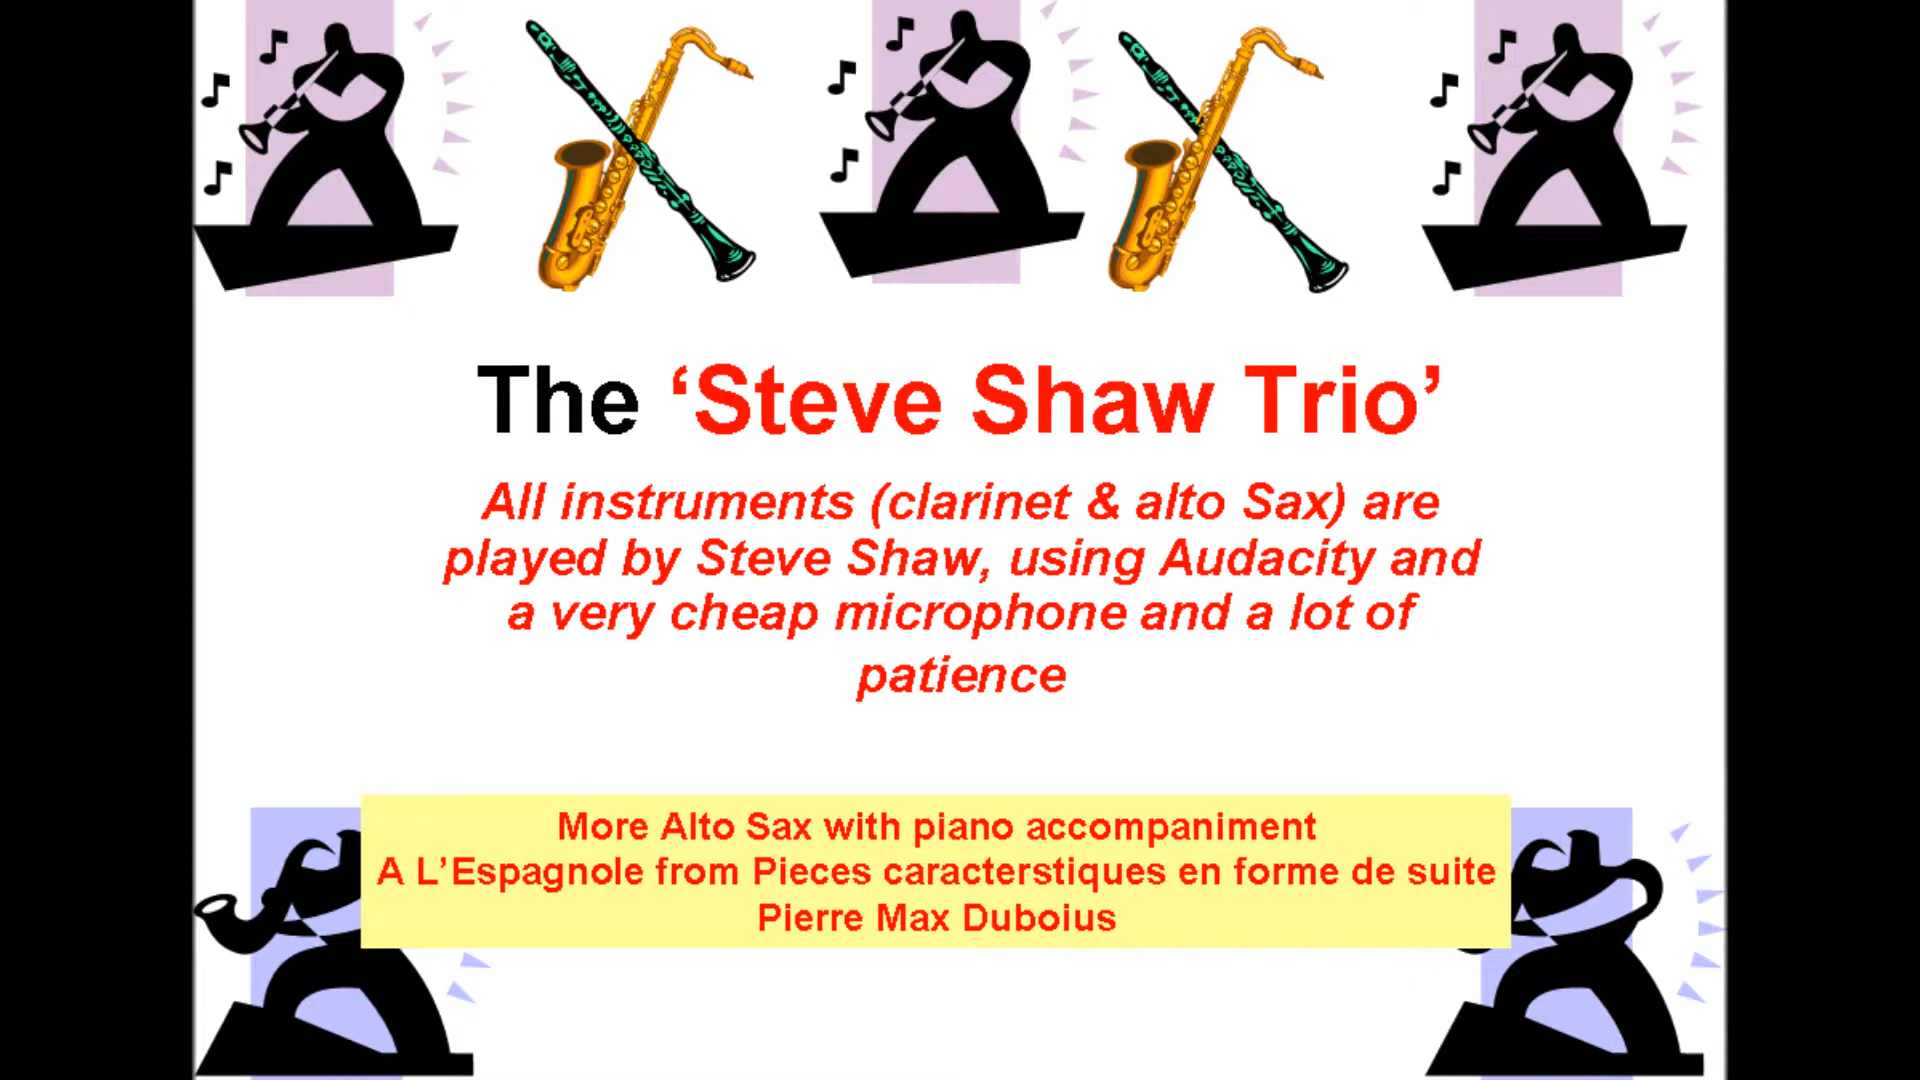 The ‘Steve Shaw Trio’
All instruments (clarinet & alto Sax) are
played by Steve Shaw, using Audacity and
a very cheap microphone and a lot of
patience
More Alto Sax with piano accompaniment
A L’Espagnole from Pieces caracterstiques en forme de suite
Pierre Max Duboius